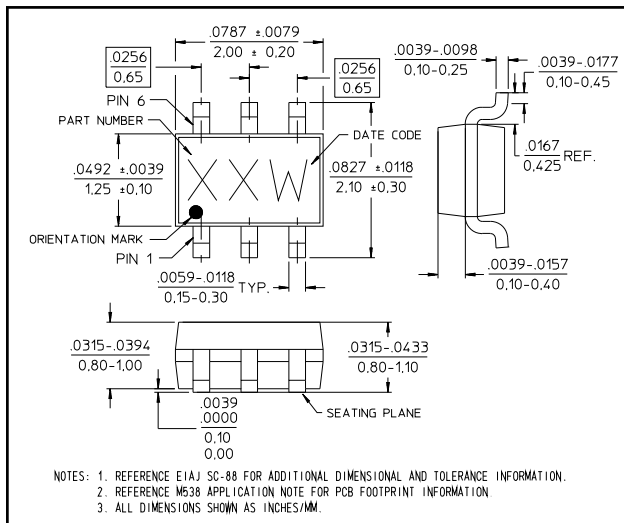 .0787 ±.0079
2,00 ± 0,20
.0256
0.65
.0256
0.65
.0039-.0098
0,10-0,25
.0039-.0177
0,10-0,45
PIN 6
PART NUMBER
DATE CODE
.0492 ±.0039
1,25 ±0,10
XXW
.0827 ±.0118
2,10 ±0,30
.0167
0,425 REF.
ORIENTATION MARK
PIN 1
.0059-.0118
0,15-0,30 TYP.
.0039-.0157
0,10-0,40
.0315-.0394
0,80-1,00
.0315-.0433
0,80-1,10
.0039
.0000
0,10
0,00
SEATING PLANE
NOTES: 1. REFERENCE EIAJ SC-88 FOR ADDITIONAL DIMENSIONAL AND TOLERANCE INFORMATION.
2. REFERENCE M538 APPLICATION NOTE FOR PCB FOOTPRINT INFORMATION
3. ALL DIMENSIONS SHOWN AS INCHES/MM.